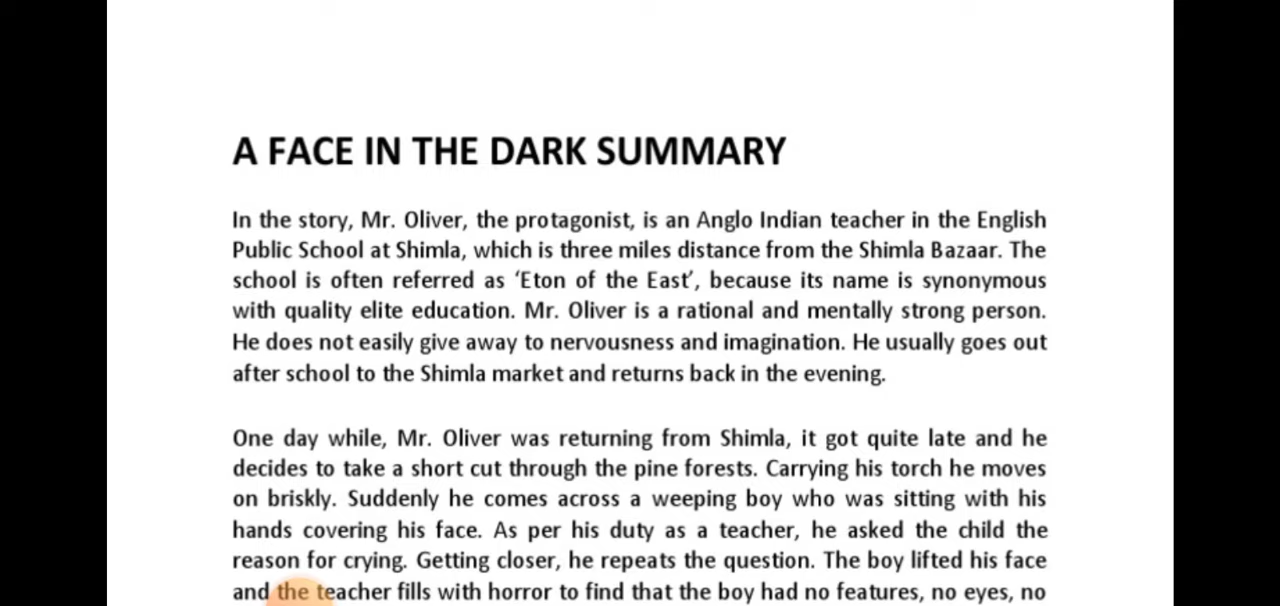 A FACE IN THE DARK SUMMARY
In the story, Mr. Oliver, the protagonist, is an Anglo Indian teacher in the English
Public School at Shimla, which is three miles distance from the Shimla Bazaar. The
school is often referred as ‘Eton of the East’, because its name is synonymous
with quality elite education. Mr. Oliver is a rational and mentally strong person.
He does not easily give away to nervousness and imagination. He usually goes out
after school to the Shimla market and returns back in the evening.
One day while, Mr. Oliver was returning from Shimla, it got quite late and he
decides to take a short cut through the pine forests. Carrying his torch he moves
on briskly. Suddenly he comes across a weeping boy who was sitting with his
hands covering his face. As per his duty as a teacher, he asked the child the
reason for crying. Getting closer, he repeats the question. The boy lifted his face
and the teacher fills with horror to find that the boy had no features, no eyes, no